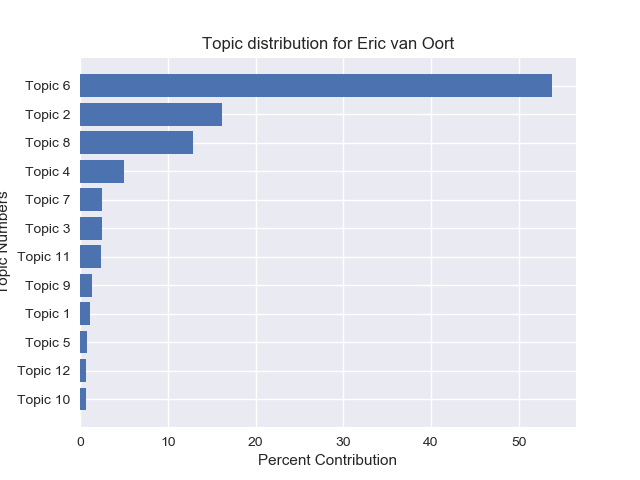 Topic distribution for Eric van Oort
Topic 6
Topic 2
Topic 8
Topic 4
Topic 7
Topic 3
Topic 11
Topic 9
Topic 1
Topic 5
Topic 12
Topic 10
Topic Numbers
0 10 20 30 40 50
Percent Contribution